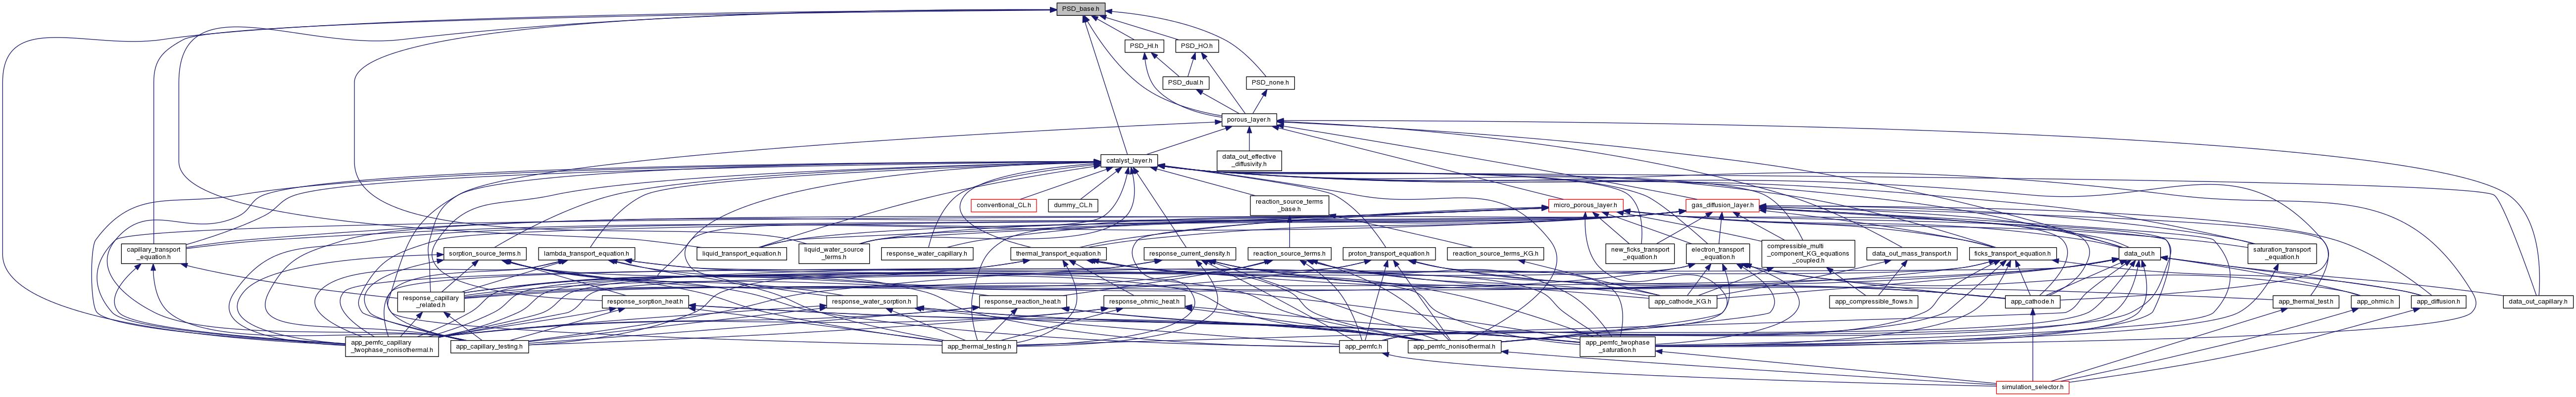 PSD_base.h
PSD_HI.h
PSD_HO.h
PSD_dual.h
PSD_none.h
porous_layer.h
catalyst_layer.h
data_out_effective
_diffusivity.h
conventional_CL.h
dummy_CL.h
reaction_source_terms
_base.h
micro_porous_layer.h
gas_diffusion_layer.h
capillary_transport
_equation.h
sorption_source_terms.h
lambda_transport_equation.h
liquid_transport_equation.h
liquid_water_source
_terms.h
response_water_capillary.h
thermal_transport_equation.h
response_current_density.h
reaction_source_terms.h
proton_transport_equation.h
reaction_source_terms_KG.h
new_ficks_transport
_equation.h
electron_transport
_equation.h
compressible_multi
_component_KG_equations
_coupled.h
data_out_mass_transport.h
ficks_transport_equation.h
data_out.h
saturation_transport
_equation.h
response_capillary
_related.h
response_sorption_heat.h
response_water_sorption.h
response_reaction_heat.h
response_ohmic_heat.h
app_cathode_KG.h
app_compressible_flows.h
app_cathode.h
app_thermal_test.h
app_ohmic.h
app_diffusion.h
data_out_capillary.h
app_pemfc_capillary
_twophase_nonisothermal.h
app_capillary_testing.h
app_thermal_testing.h
app_pemfc.h
app_pemfc_nonisothermal.h
app_pemfc_twophase
_saturation.h
simulation_selector.h